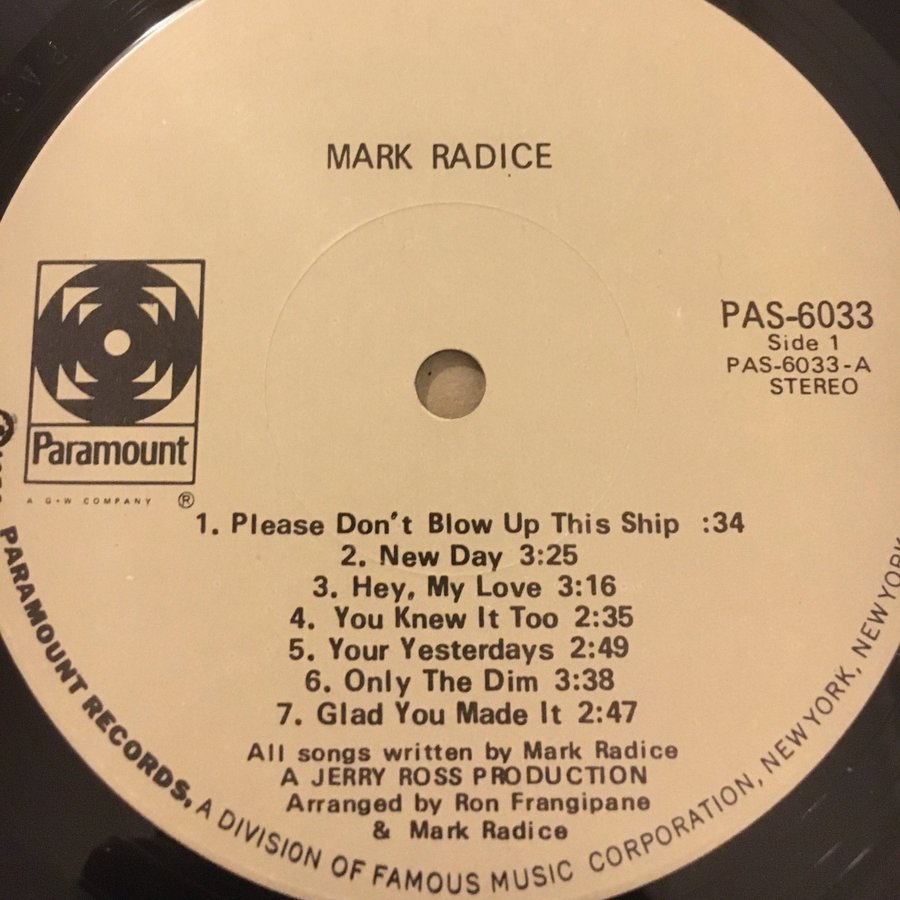 MARK RADICE
PAS-6033
Side 1
PAS-6033-A
STEREO
Paramount
A G+W COMPANY ®
1. Please Don't Blow Up This Ship :34
2. New Day 3:25
3. Hey, My Love 3:16
4. You Knew It Too 2:35
5. Your Yesterdays 2:49
6. Only The Dim 3:38
7. Glad You Made It 2:47
All songs written by Mark Radice
A JERRY ROSS PRODUCTION
Arranged by Ron Frangipane
& Mark Radice
PARAMOUNT RECORDS, A DIVISION OF FAMOUS MUSIC CORPORATION, NEW YORK, NEW YORK